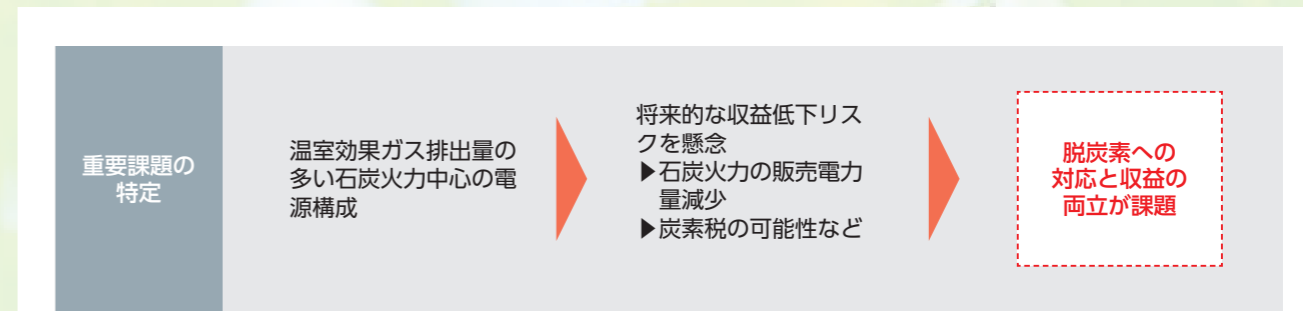 重要課題の
特定
温室効果ガス排出量の
多い石炭火力中心の電
源構成
将来的な収益低下リス
クを懸念
▶石炭火力の販売電力
量減少
▶炭素税の可能性など
脱炭素への
対応と収益の
両立が課題